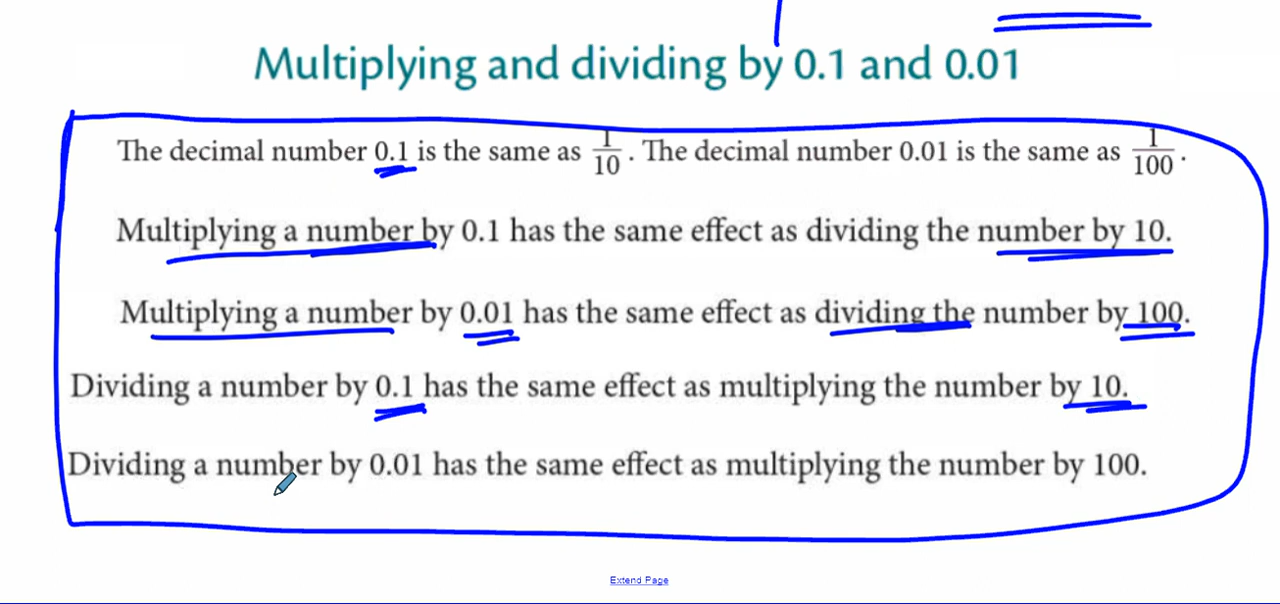 Multiplying and dividing by 0.1 and 0.01
The decimal number 0.1 is the same as 1/10. The decimal number 0.01 is the same as 1/100.
Multiplying a number by 0.1 has the same effect as dividing the number by 10.
Multiplying a number by 0.01 has the same effect as dividing the number by 100.
Dividing a number by 0.1 has the same effect as multiplying the number by 10.
Dividing a number by 0.01 has the same effect as multiplying the number by 100.
Extend Page